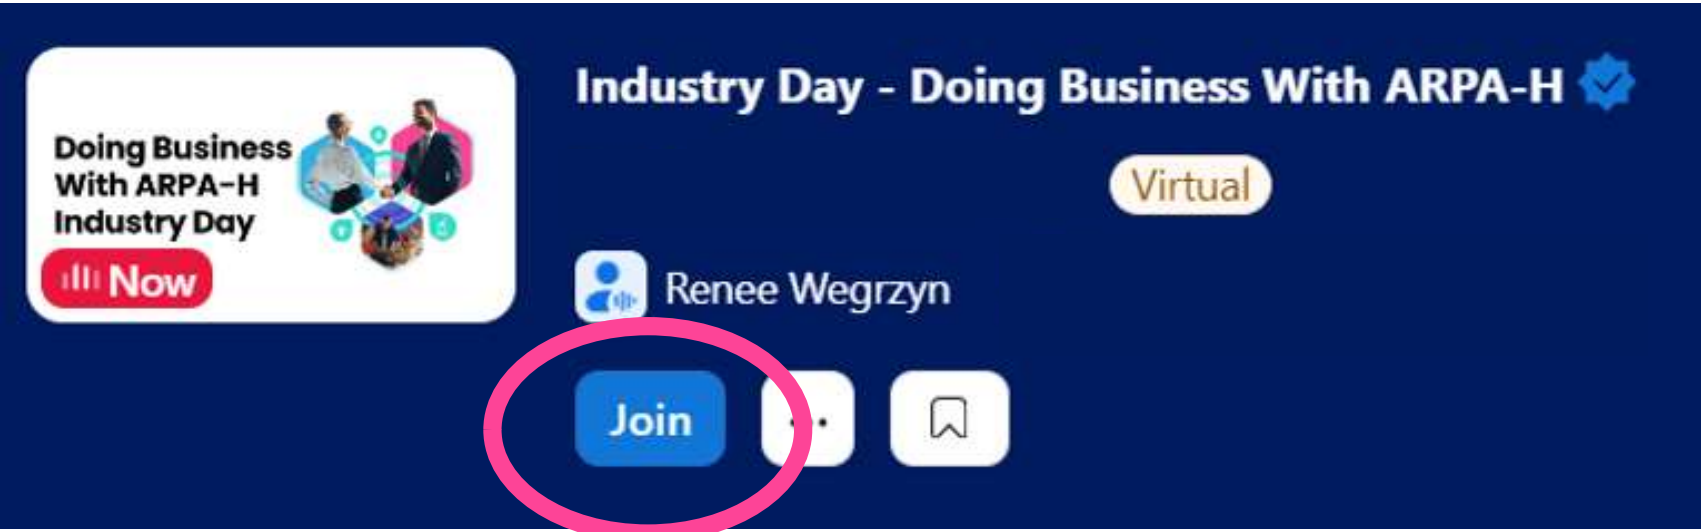 Doing Business
With ARPA-H
Industry Day
Now
Industry Day - Doing Business With ARPA-H
Virtual
Renee Wegrzyn
Join